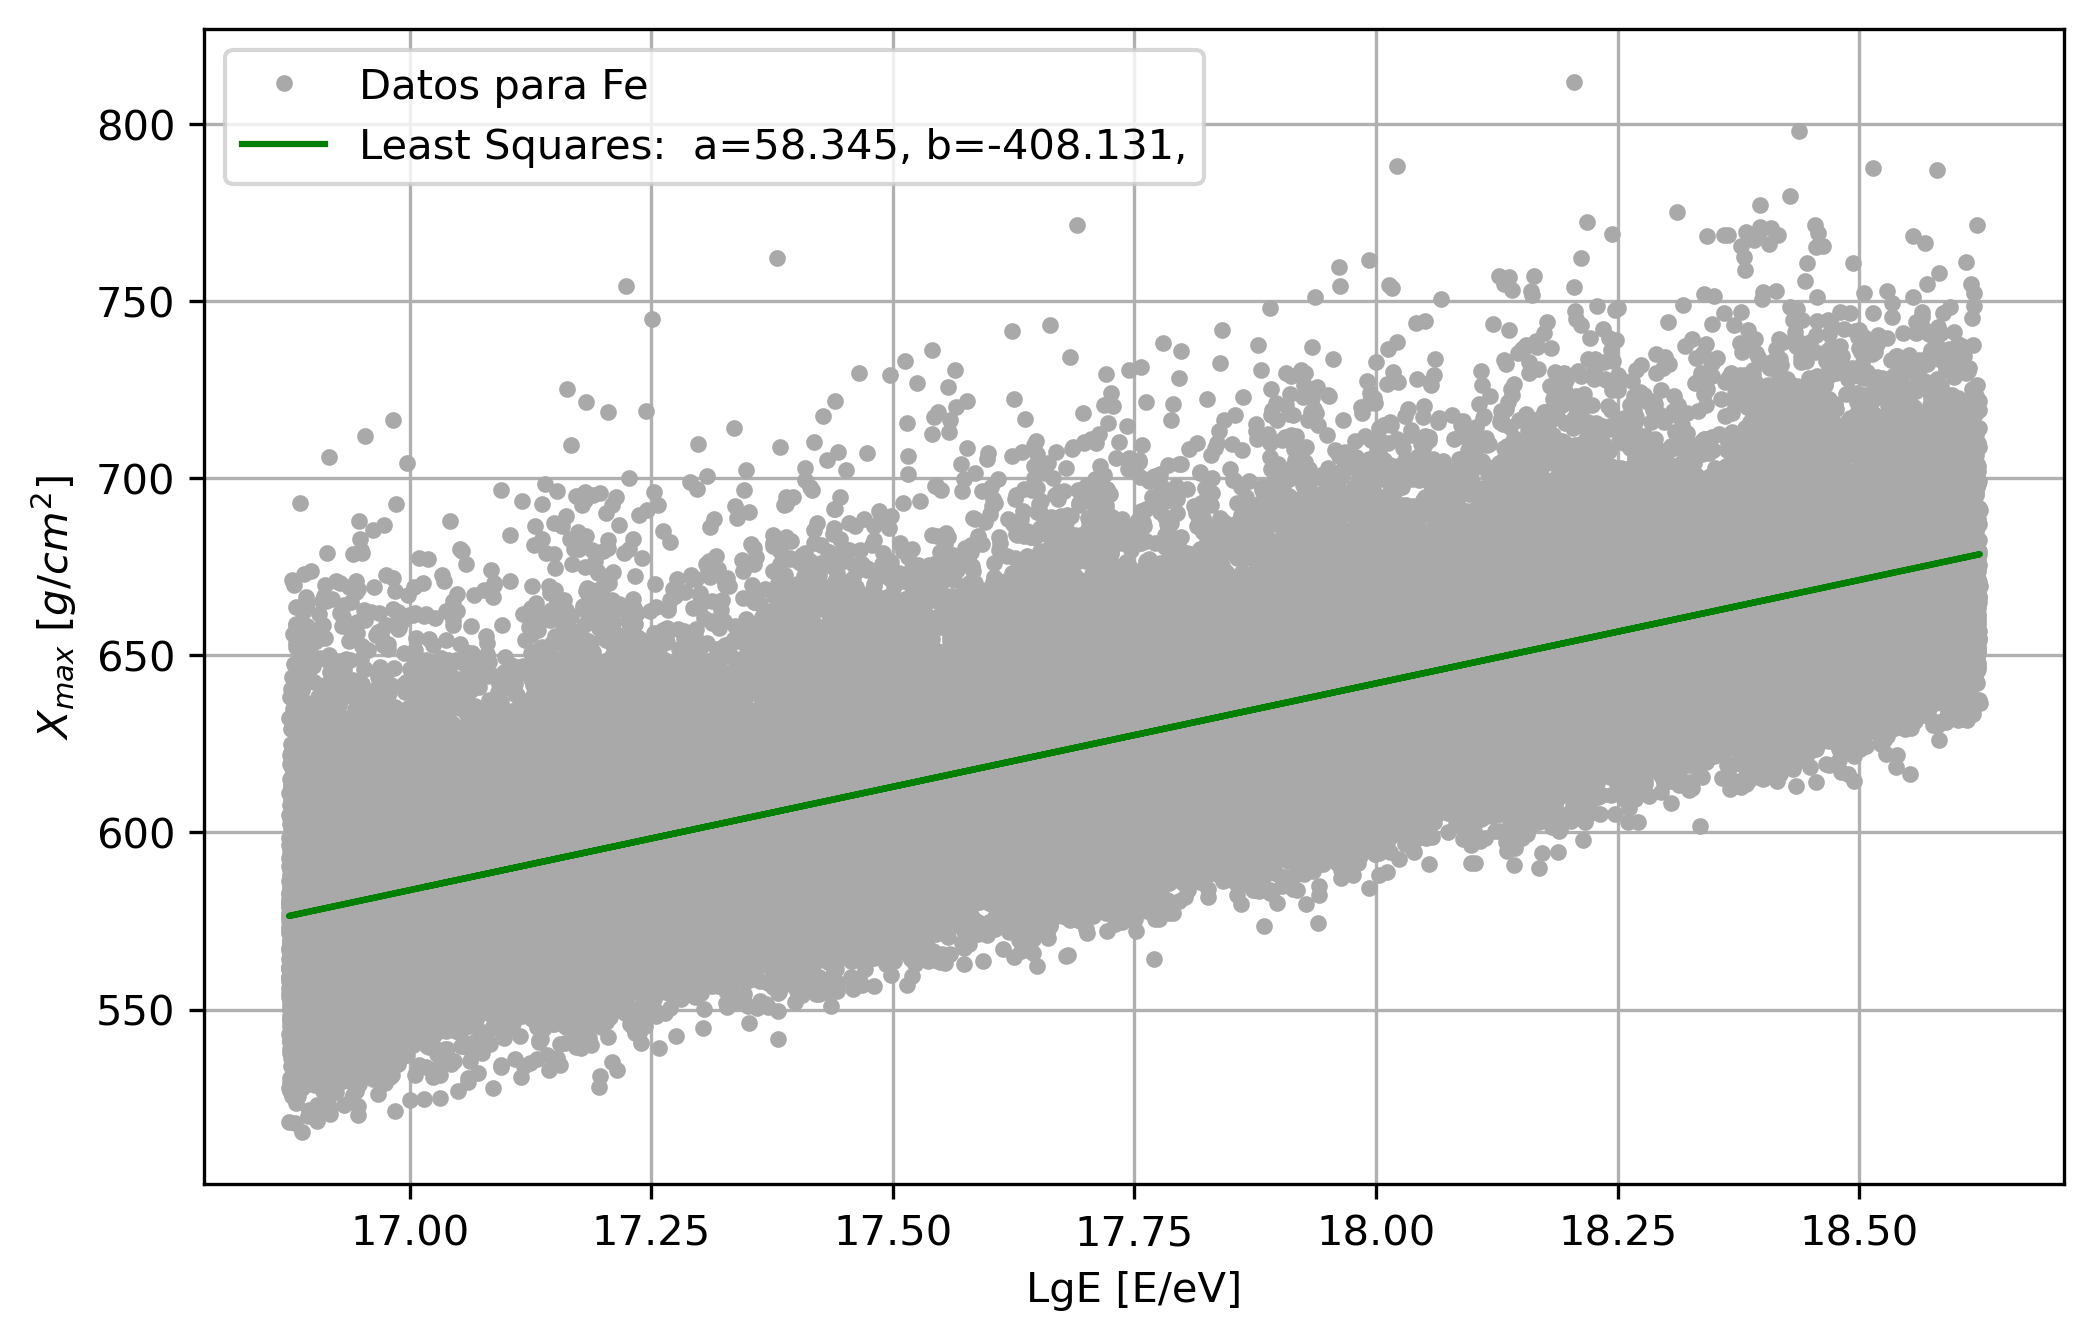 Datos para Fe
Least Squares:  a=58.345, b=-408.131,
800
750
700
650
600
550
X_max [g/cm^2]
17.00 17.25 17.50 17.75 18.00 18.25 18.50
LgE [E/eV]